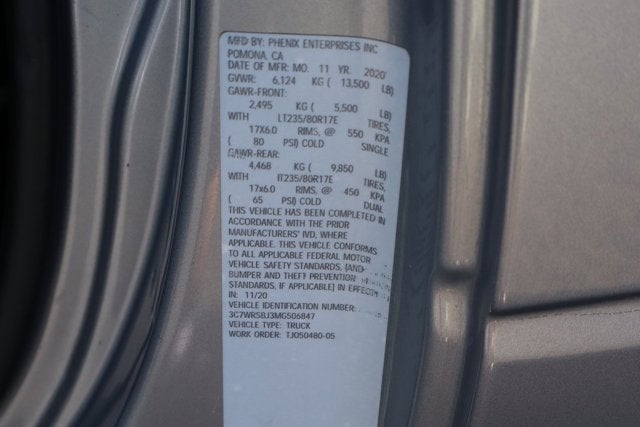 MFD BY: PHENIX ENTERPRISES INC
POMONA, CA
DATE OF MFR: MO. 11 YR. 2020
GVWR: 6,124 KG ( 13,500 LB)
GAWR-FRONT:
2,495 KG ( 5,500 LB)
WITH LT235/80R17E TIRES,
17X6.0 RIMS, @ 550 KPA
( 80 PSI) COLD SINGLE
GAWR-REAR:
4,468 KG ( 9,850 LB)
WITH LT235/80R17E TIRES,
17x6.0 RIMS, @ 450 KPA
( 65 PSI) COLD DUAL
THIS VEHICLE HAS BEEN COMPLETED IN
ACCORDANCE WITH THE PRIOR
MANUFACTURERS' IVD, WHERE
APPLICABLE. THIS VEHICLE CONFORMS
TO ALL APPLICABLE FEDERAL MOTOR
VEHICLE SAFETY STANDARDS, [AND
BUMPER AND THEFT PREVENTION
STANDARDS, IF APPLICABLE] IN EFFECT
IN: 11/20
VEHICLE IDENTIFICATION NUMBER:
3C7WRSBJ3MG506847
VEHICLE TYPE: TRUCK
WORK ORDER: TJ050480-05